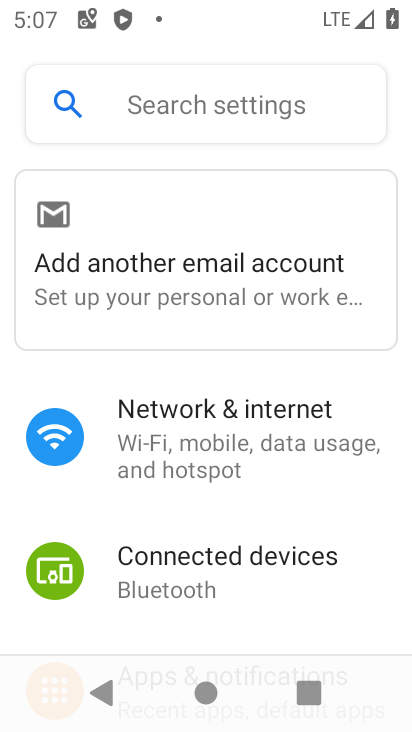 5:07
LTE
Search settings
Add another email account
Set up your personal or work e…
Network & internet
Wi-Fi, mobile, data usage,
and hotspot
Connected devices
Bluetooth
Apps & notifications
Recent apps, default apps